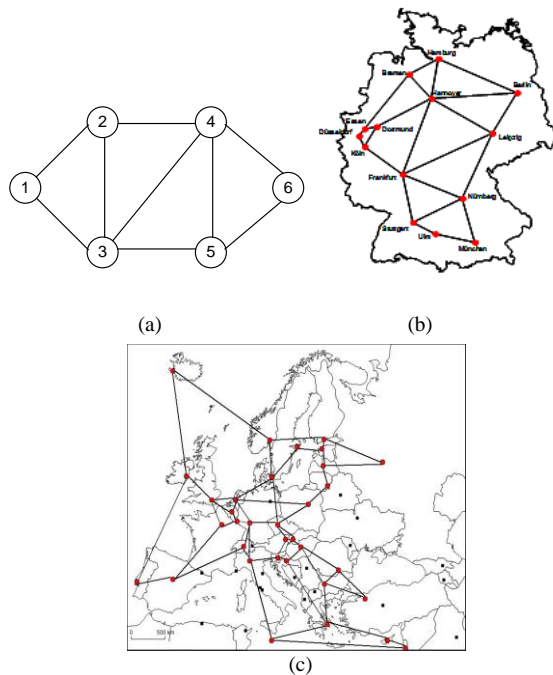 2
4
1
6
3
5
Hamburg
Bremen
Berlin
Hannover
Essen
Dortmund
Düsseldorf
Leipzig
Köln
Frankfurt
Nürnberg
Stuttgart
Ulm
München
(a)
(b)
0 500 km
(c)